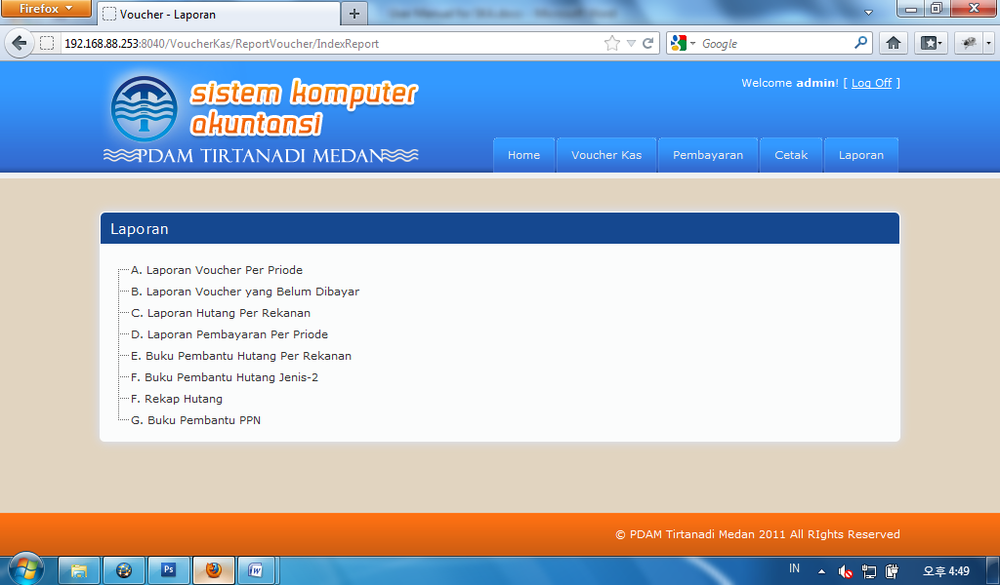 Firefox
Voucher - Laporan
192.168.88.253:8040/VoucherKas/ReportVoucher/IndexReport
Google
sistem komputer
akuntansi
PDAM TIRTANADI MEDAN
Welcome admin! [ Log Off ]
Home
Voucher Kas
Pembayaran
Cetak
Laporan
Laporan
A. Laporan Voucher Per Priode
B. Laporan Voucher yang Belum Dibayar
C. Laporan Hutang Per Rekanan
D. Laporan Pembayaran Per Priode
E. Buku Pembantu Hutang Per Rekanan
F. Buku Pembantu Hutang Jenis-2
F. Rekap Hutang
G. Buku Pembantu PPN
© PDAM Tirtanadi Medan 2011 All RIghts Reserved
Ps
W
IN
오후 4:49